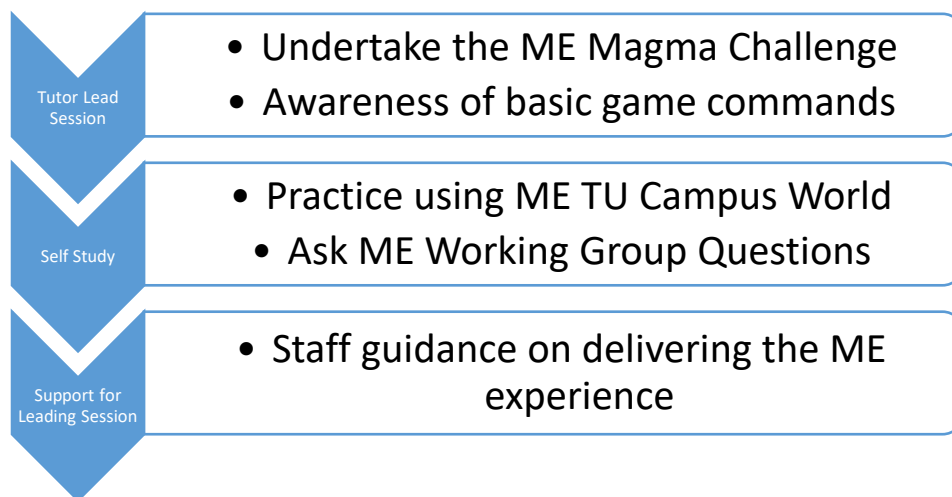 Tutor Lead
Session
• Undertake the ME Magma Challenge
• Awareness of basic game commands
Self Study
• Practice using ME TU Campus World
• Ask ME Working Group Questions
Support for
Leading Session
• Staff guidance on delivering the ME
experience